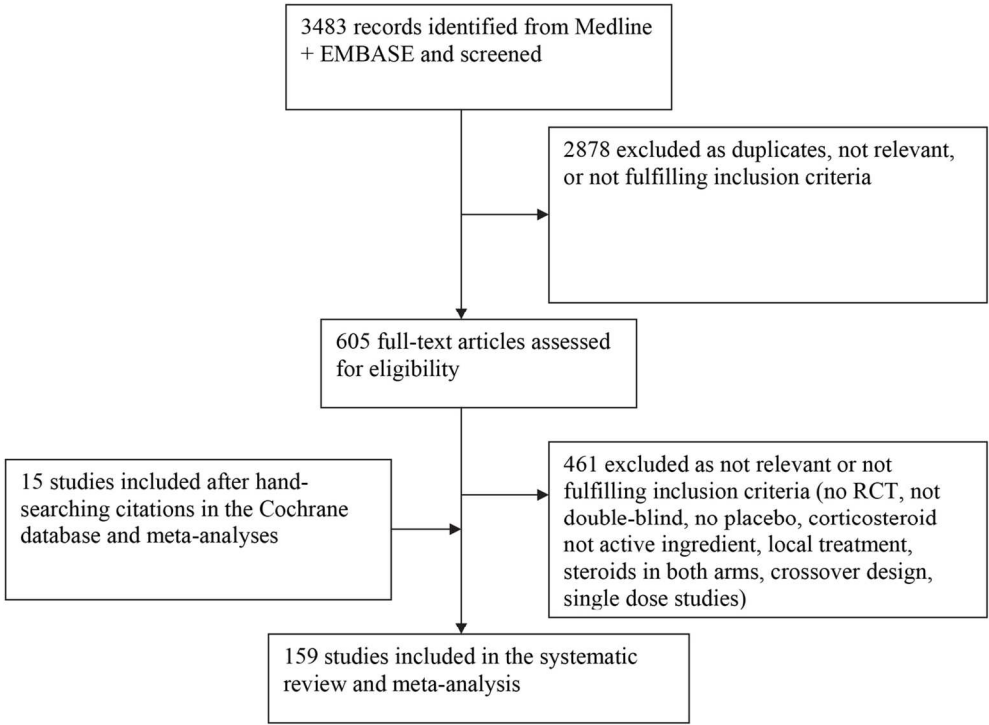 3483 records identified from Medline
+ EMBASE and screened
2878 excluded as duplicates, not relevant,
or not fulfilling inclusion criteria
605 full-text articles assessed
for eligibility
15 studies included after hand-
searching citations in the Cochrane
database and meta-analyses
461 excluded as not relevant or not
fulfilling inclusion criteria (no RCT, not
double-blind, no placebo, corticosteroid
not active ingredient, local treatment,
steroids in both arms, crossover design,
single dose studies)
159 studies included in the systematic
review and meta-analysis